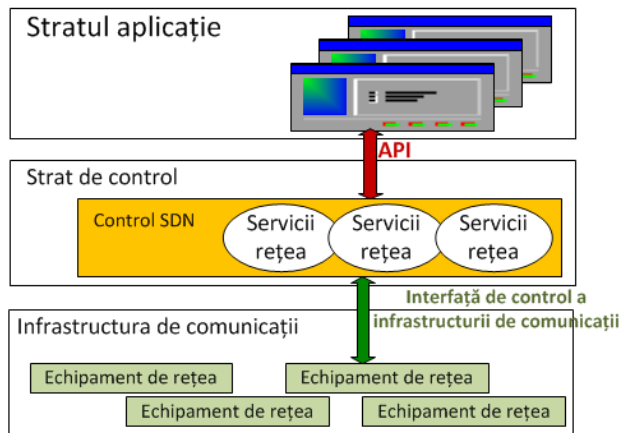 Stratul aplicație
API
Strat de control
Control SDN
Servicii
rețea
Servicii
rețea
Servicii
rețea
Interfață de control a
infrastructurii de comunicații
Infrastructura de comunicații
Echipament de rețea
Echipament de rețea
Echipament de rețea
Echipament de rețea